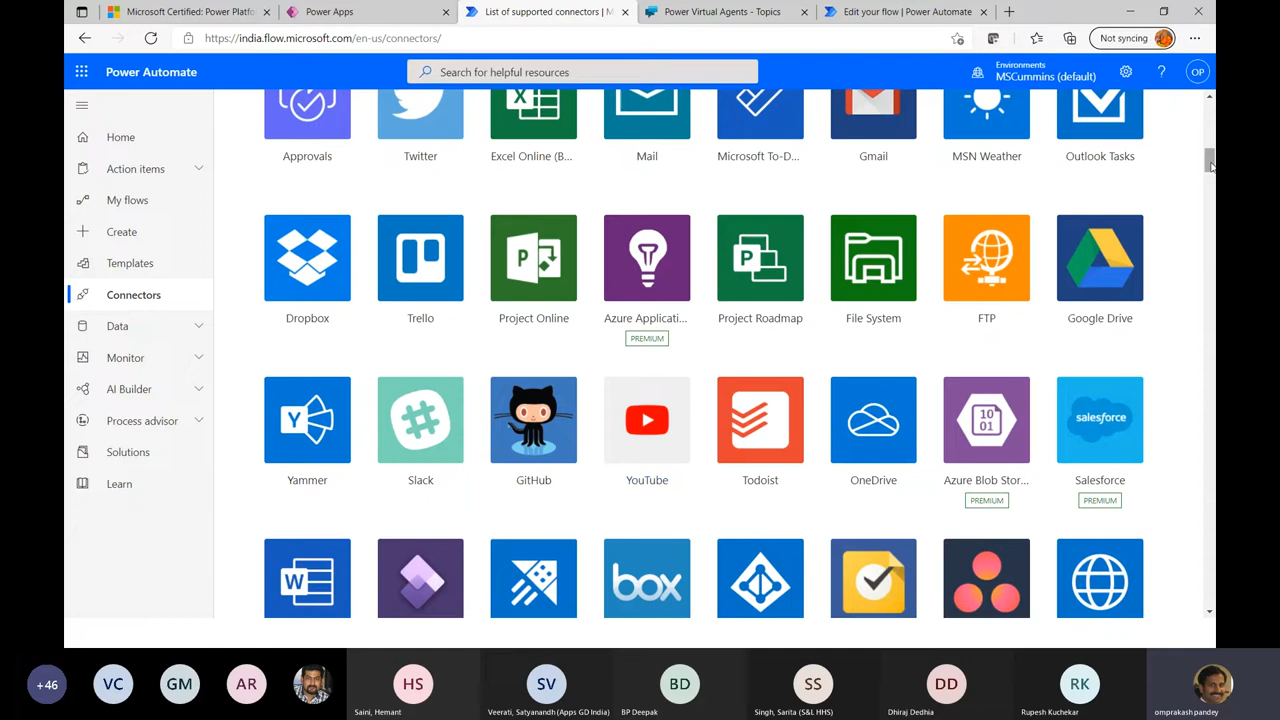 Microsoft Certified: Power Platfo
Power Apps
List of supported connectors | M
Power Virtual Agents - Topics
Edit your flow | Power Automate
https://india.flow.microsoft.com/en-us/connectors/
Not syncing
Power Automate
Search for helpful resources
Environments
MSCummins (default)
OP
Home
Action items
My flows
Create
Templates
Connectors
Data
Monitor
AI Builder
Process advisor
Solutions
Learn
Approvals
Twitter
Excel Online (B...
Mail
Microsoft To-D...
Gmail
MSN Weather
Outlook Tasks
Dropbox
Trello
Project Online
Azure Applicati...
Project Roadmap
File System
FTP
Google Drive
PREMIUM
salesforce
Yammer
Slack
GitHub
YouTube
Todoist
OneDrive
Azure Blob Stor...
Salesforce
PREMIUM
PREMIUM
box
+46
VC
GM
AR
HS
SV
BD
SS
DD
RK
Saini, Hemant
Veerati, Satyanandh (Apps GD India)
BP Deepak
Singh, Sarita (S&L HHS)
Dhiraj Dedhia
Rupesh Kuchekar
omprakash pandey